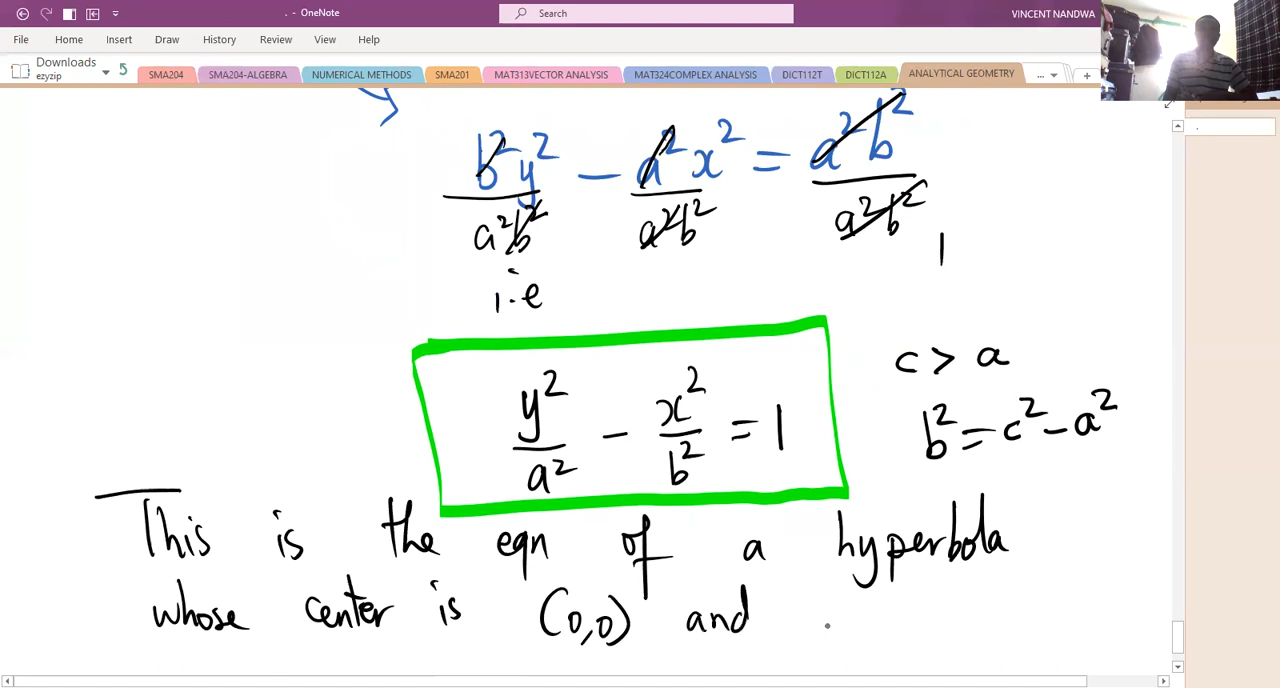 . - OneNote
Search
VINCENT NANDWA
File Home Insert Draw History Review View Help
Downloads
ezyzip
SMA204 SMA204-ALGEBRA NUMERICAL METHODS SMA201 MAT313VECTOR ANALYSIS MAT324COMPLEX ANALYSIS DICT112T DICT112A ANALYTICAL GEOMETRY ... +
b²y²/a²b² − a²x²/a²b² = a²b²/a²b²
1
i.e
y²/a² − x²/b² = 1
c > a
b² = c² − a²
This is the eqn of a hyperbola
whose center is (0,0) and